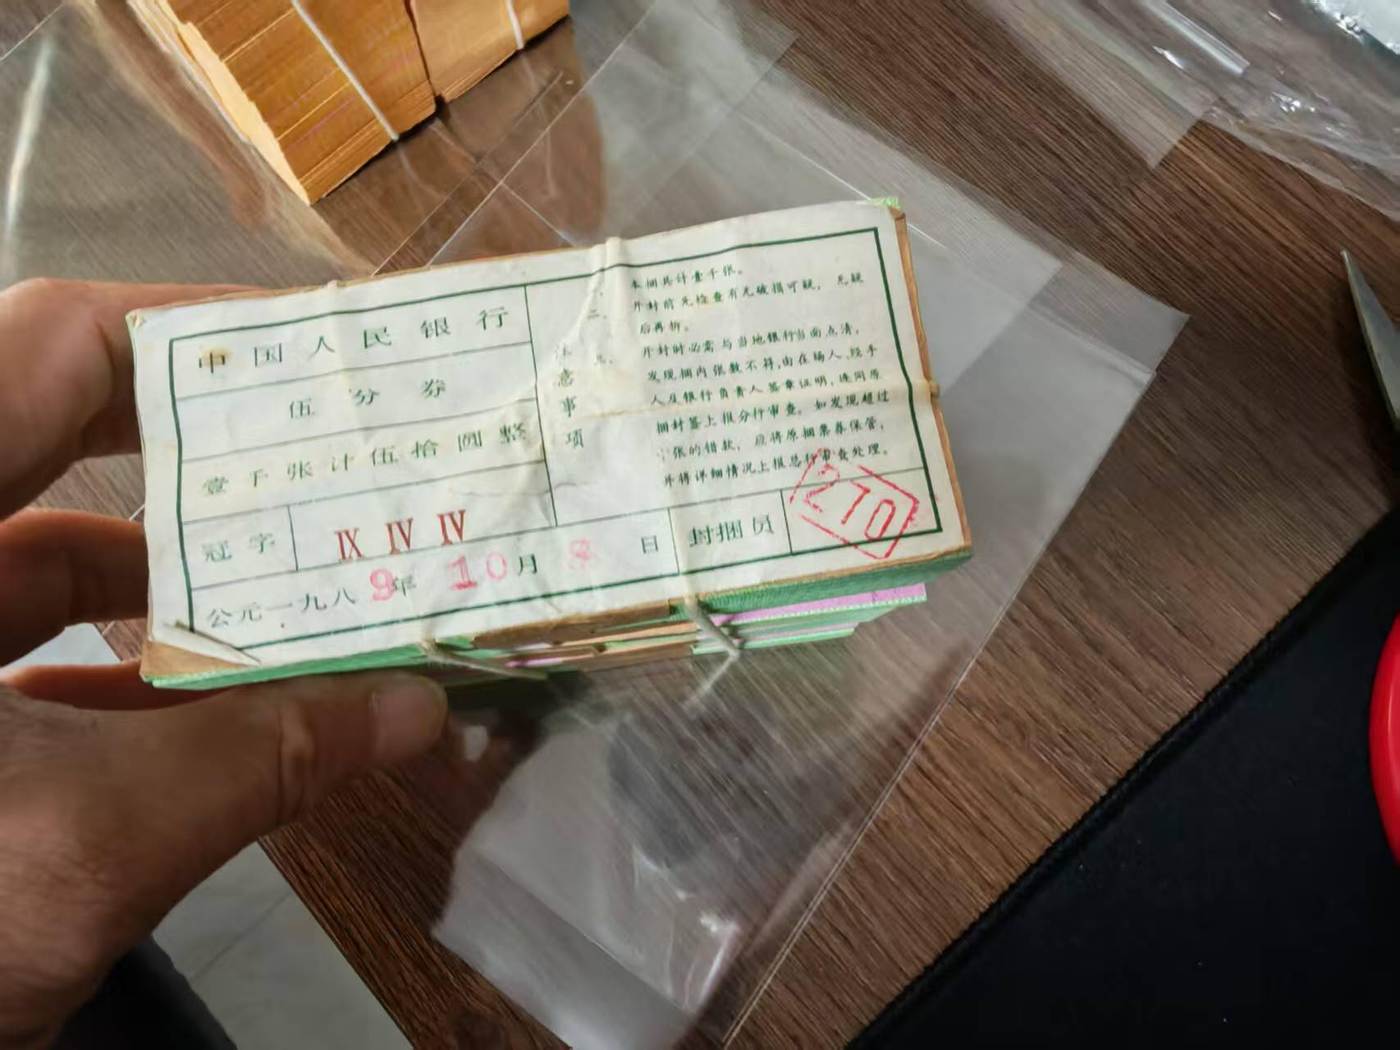 中国人民银行
伍分券
壹千张计伍拾圆整
冠字 IX IV IV
公元一九八9年 10月 8 日
注意事项
本捆共计壹千张。
开封前先检查有无破损可疑，无疑
后再拆。
开封时必需与当地银行当面点清，
发现捆内张数不符，由在场人、经手
人及银行负责人签章证明，连同原
捆封签上报分行审查。如发现超过
张的错款，应将原捆票券保管，
并将详细情况上报总行审查处理。
封捆员
270